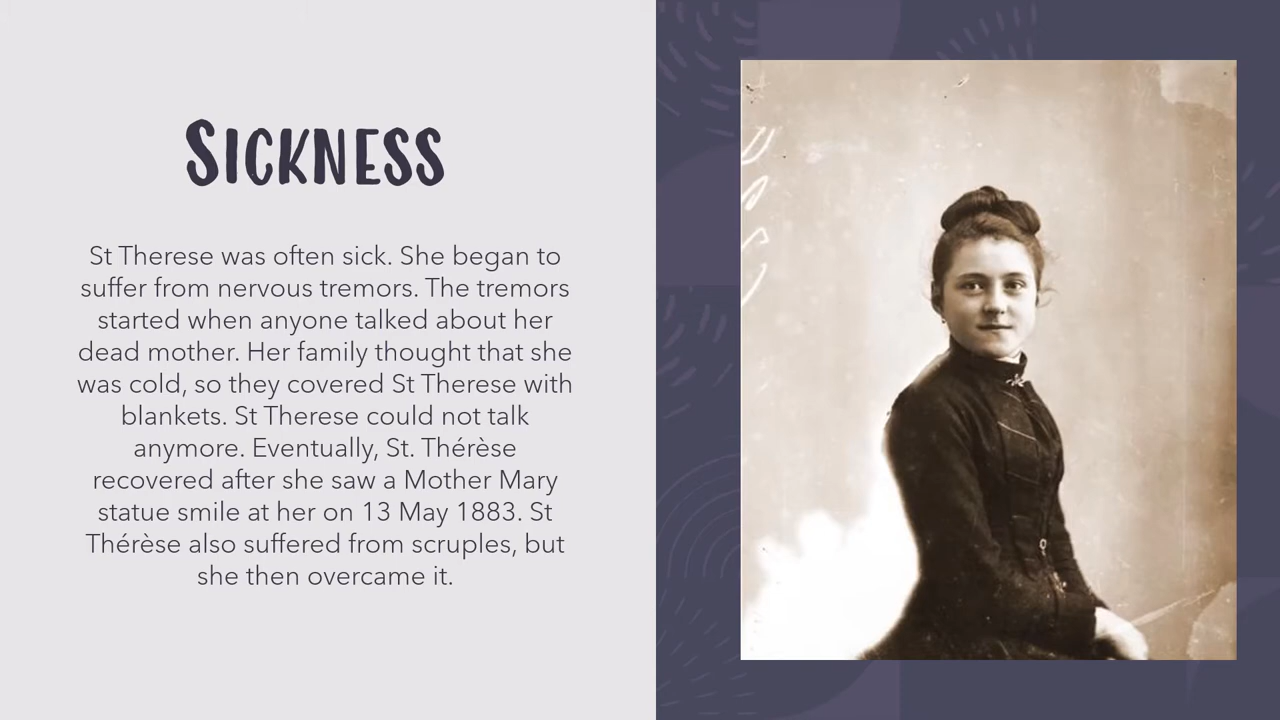 SICKNESS
St Therese was often sick. She began to
suffer from nervous tremors. The tremors
started when anyone talked about her
dead mother. Her family thought that she
was cold, so they covered St Therese with
blankets. St Therese could not talk
anymore. Eventually, St. Thérèse
recovered after she saw a Mother Mary
statue smile at her on 13 May 1883. St
Thérèse also suffered from scruples, but
she then overcame it.